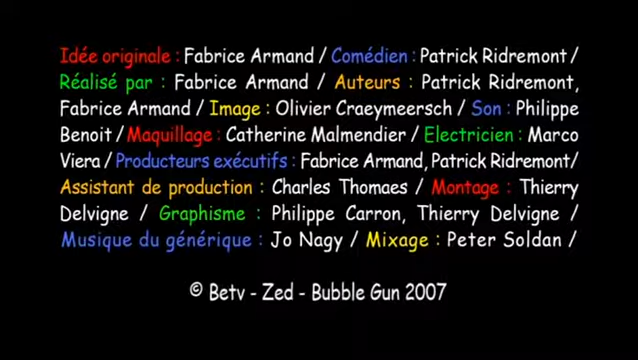 Idée originale : Fabrice Armand / Comédien : Patrick Ridremont /
Réalisé par : Fabrice Armand / Auteurs : Patrick Ridremont,
Fabrice Armand / Image : Olivier Craeymeersch / Son : Philippe
Benoit / Maquillage : Catherine Malmendier / Electricien : Marco
Viera / Producteurs exécutifs : Fabrice Armand, Patrick Ridremont/
Assistant de production : Charles Thomaes / Montage : Thierry
Delvigne / Graphisme : Philippe Carron, Thierry Delvigne /
Musique du générique : Jo Nagy / Mixage : Peter Soldan /
© Betv - Zed - Bubble Gun 2007